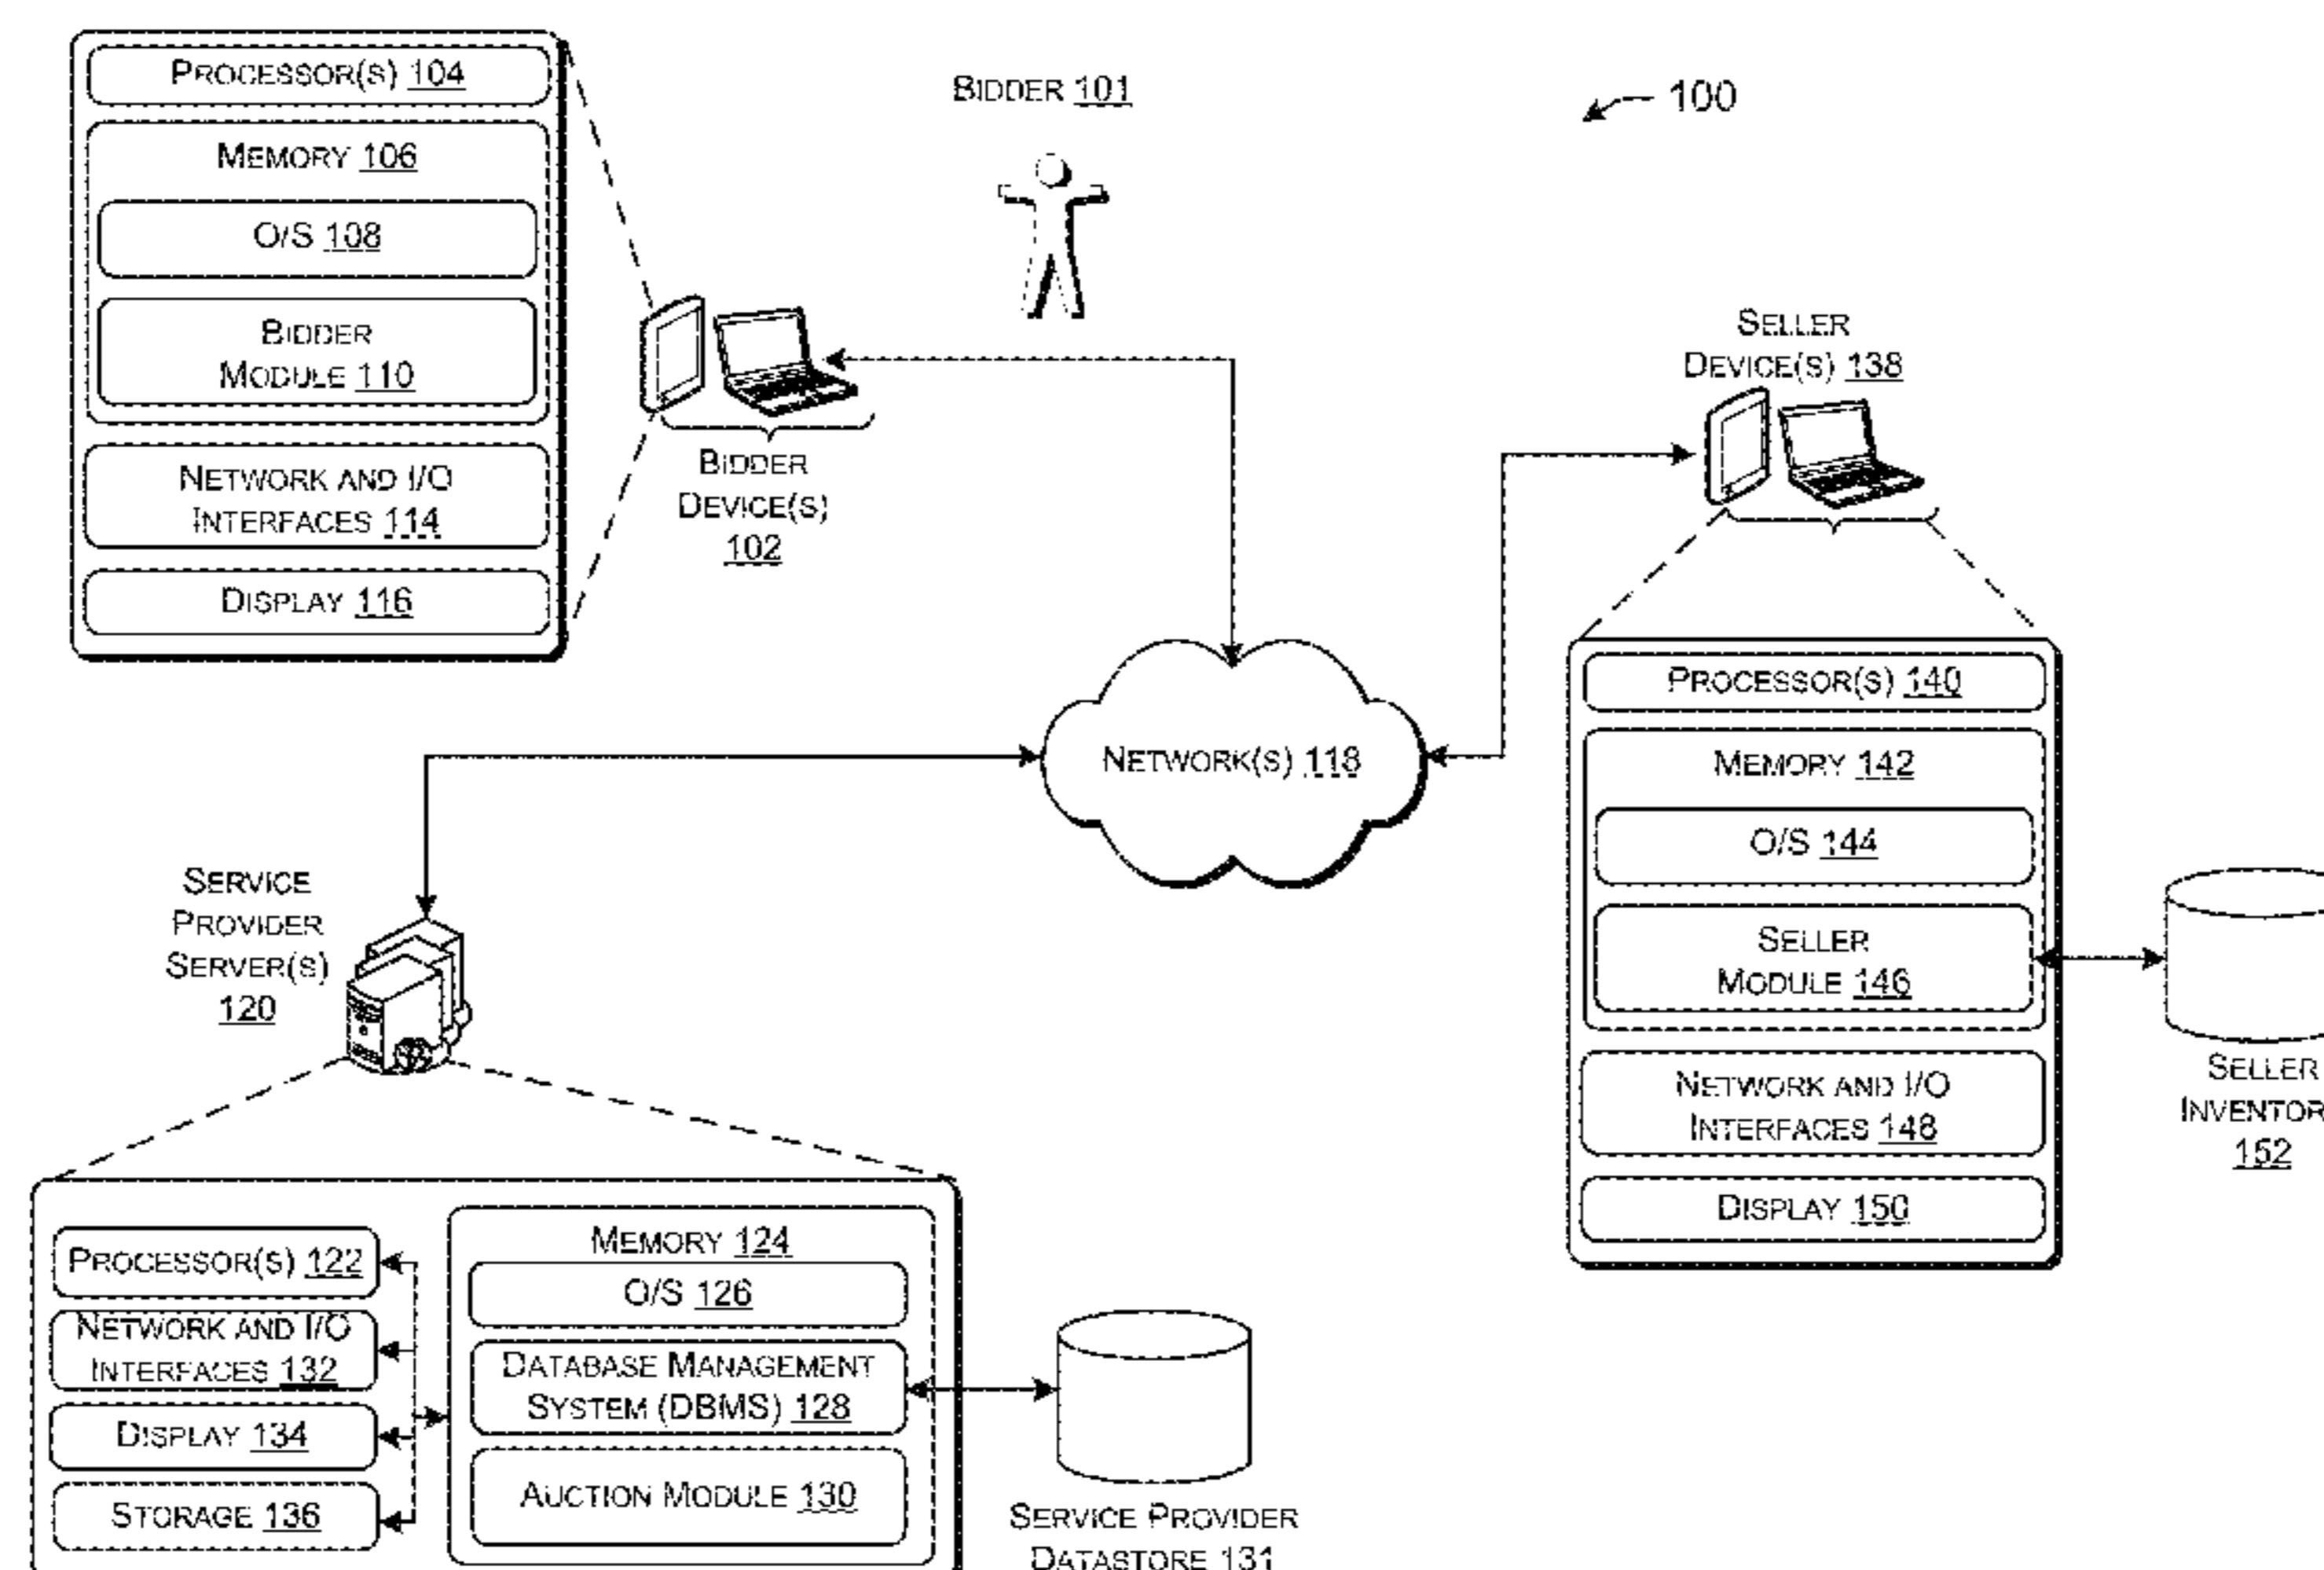 PROCESSOR(S) 104
MEMORY 106
O/S 108
BIDDER
MODULE 110
NETWORK AND I/O
INTERFACES 114
DISPLAY 116
BIDDER 101
100
BIDDER
DEVICE(S)
102
SELLER
DEVICE(S) 138
NETWORK(S) 118
PROCESSOR(S) 140
MEMORY 142
O/S 144
SELLER
MODULE 146
NETWORK AND I/O
INTERFACES 148
DISPLAY 150
SELLER
INVENTOR
152
SERVICE
PROVIDER
SERVER(S)
120
PROCESSOR(S) 122
NETWORK AND I/O
INTERFACES 132
DISPLAY 134
STORAGE 136
MEMORY 124
O/S 126
DATABASE MANAGEMENT
SYSTEM (DBMS) 128
AUCTION MODULE 130
SERVICE PROVIDER
DATASTORE 131